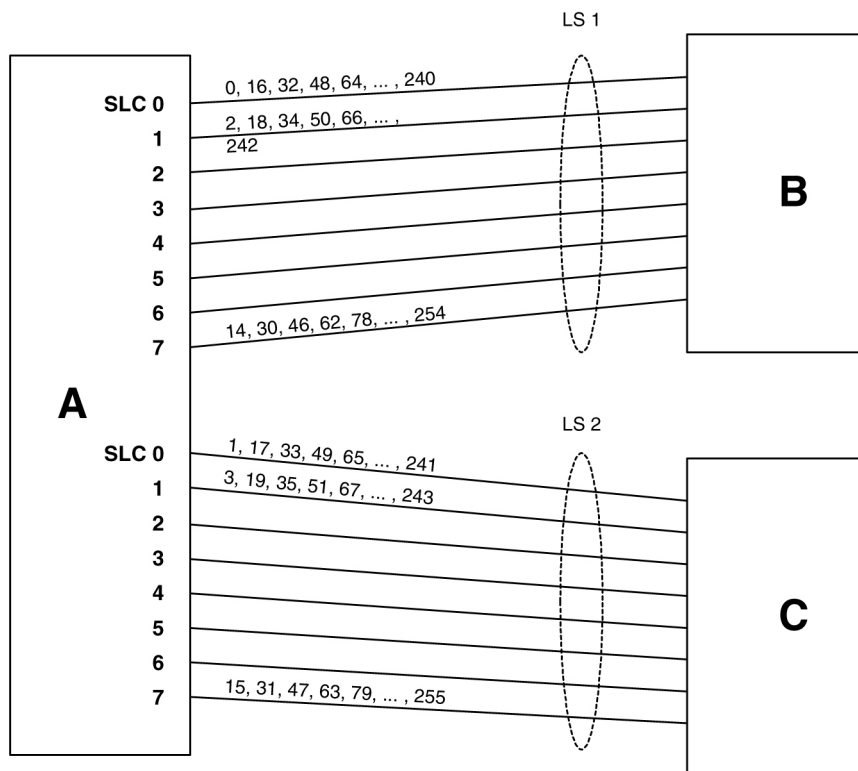 LS 1
0, 16, 32, 48, 64, ... , 240
SLC 0
2, 18, 34, 50, 66, ... ,
242
1
2
B
3
4
5
6
14, 30, 46, 62, 78, ... , 254
7
A
LS 2
SLC 0
1, 17, 33, 49, 65, ... , 241
1
3, 19, 35, 51, 67, ... , 243
2
3
4
C
5
6
7
15, 31, 47, 63, 79, ... , 255